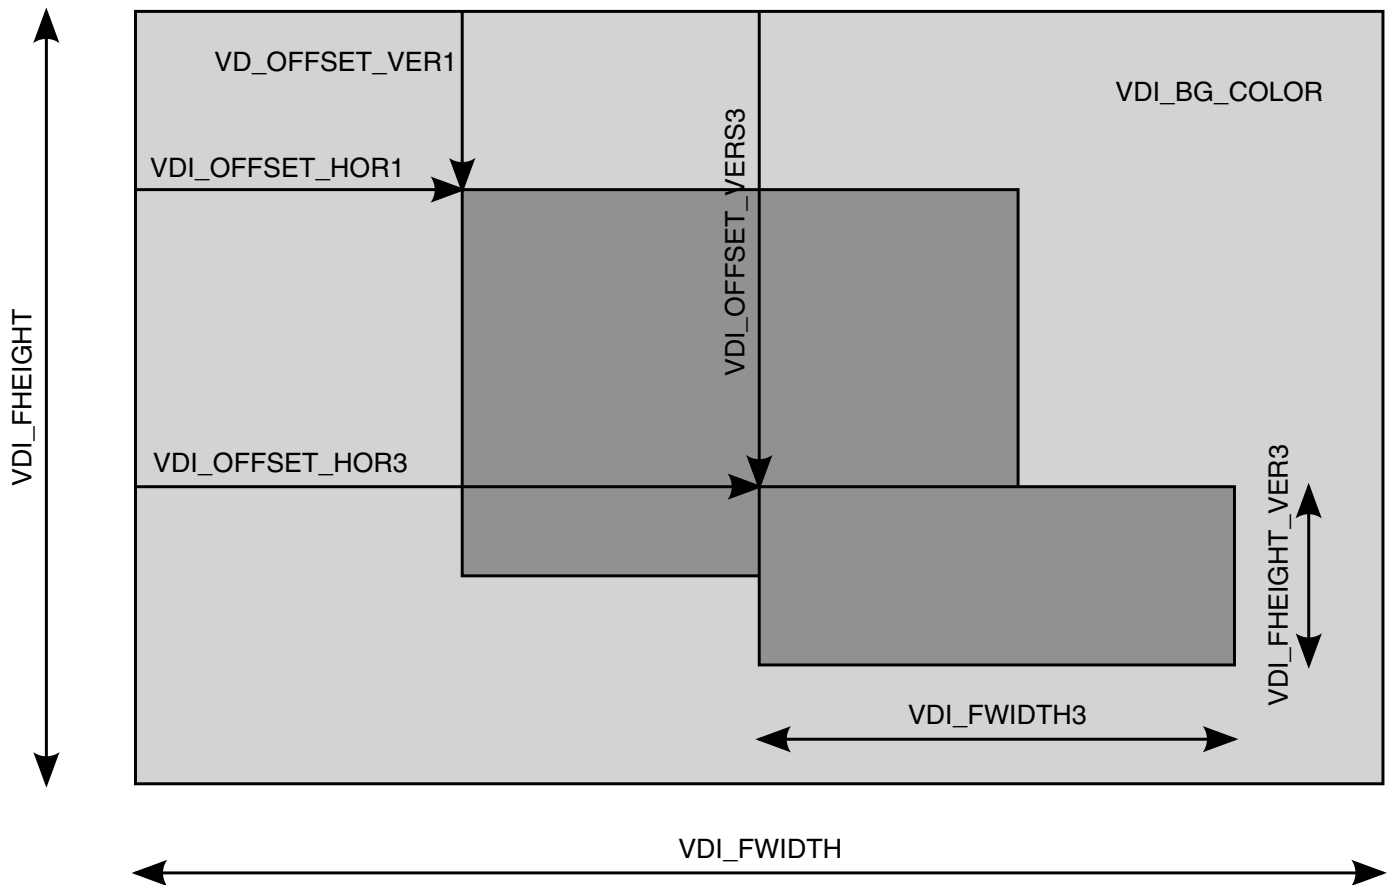 VD_OFFSET_VER1
VDI_BG_COLOR
VDI_OFFSET_HOR1
VDI_OFFSET_VERS3
VDI_FHEIGHT
VDI_OFFSET_HOR3
VDI_FHEIGHT_VER3
VDI_FWIDTH3
VDI_FWIDTH